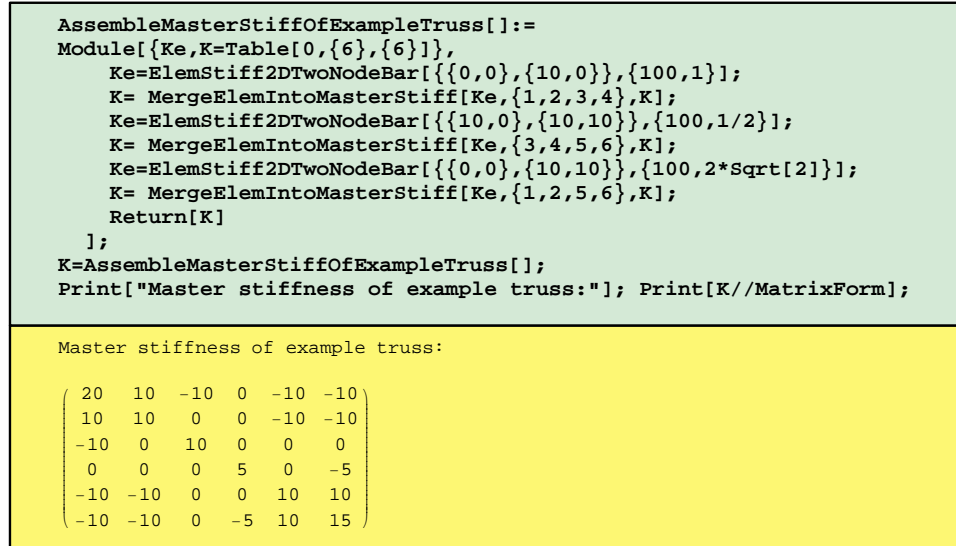 AssembleMasterStiffOfExampleTruss[]:=
Module[{Ke,K=Table[0,{6},{6}]},
Ke=ElemStiff2DTwoNodeBar[{{0,0},{10,0}},{100,1}];
K= MergeElemIntoMasterStiff[Ke,{1,2,3,4},K];
Ke=ElemStiff2DTwoNodeBar[{{10,0},{10,10}},{100,1/2}];
K= MergeElemIntoMasterStiff[Ke,{3,4,5,6},K];
Ke=ElemStiff2DTwoNodeBar[{{0,0},{10,10}},{100,2*Sqrt[2]}];
K= MergeElemIntoMasterStiff[Ke,{1,2,5,6},K];
Return[K]
];
K=AssembleMasterStiffOfExampleTruss[];
Print["Master stiffness of example truss:"]; Print[K//MatrixForm];
Master stiffness of example truss:
20 10 −10 0 −10 −10
10 10 0 0 −10 −10
−10 0 10 0 0 0
0 0 0 5 0 −5
−10 −10 0 0 10 10
−10 −10 0 −5 10 15